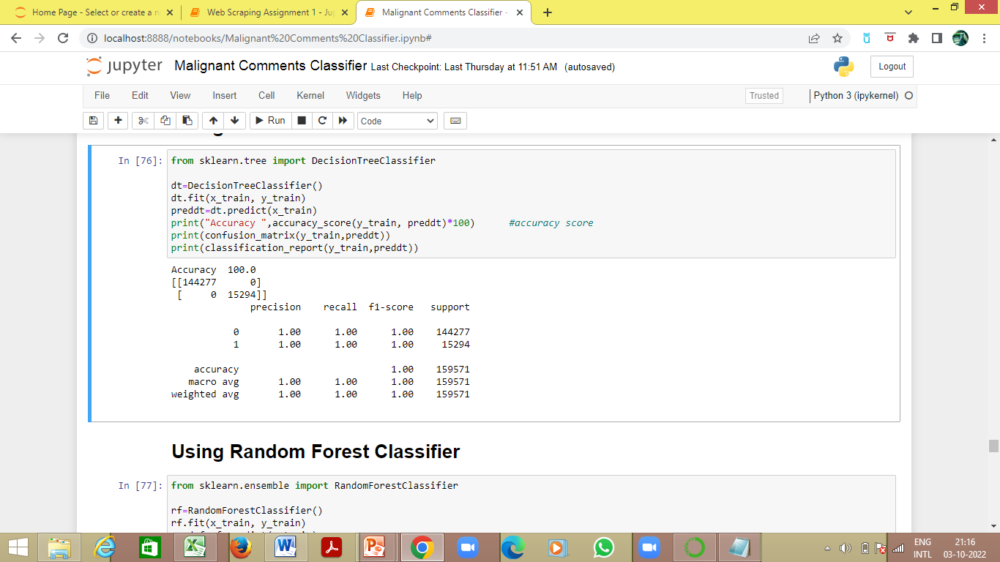 Home Page - Select or create a n
Web Scraping Assignment 1 - Ju
Malignant Comments Classifier -
localhost:8888/notebooks/Malignant%20Comments%20Classifier.ipynb#
jupyter Malignant Comments Classifier Last Checkpoint: Last Thursday at 11:51 AM (autosaved)
Logout
File Edit View Insert Cell Kernel Widgets Help
Trusted
Python 3 (ipykernel)
Run
Code
In [76]:
from sklearn.tree import DecisionTreeClassifier
dt=DecisionTreeClassifier()
dt.fit(x_train, y_train)
preddt=dt.predict(x_train)
print("Accuracy ",accuracy_score(y_train, preddt)*100) #accuracy score
print(confusion_matrix(y_train,preddt))
print(classification_report(y_train,preddt))
Accuracy 100.0
[[144277 0]
[ 0 15294]]
precision recall f1-score support
0 1.00 1.00 1.00 144277
1 1.00 1.00 1.00 15294
accuracy 1.00 159571
macro avg 1.00 1.00 1.00 159571
weighted avg 1.00 1.00 1.00 159571
Using Random Forest Classifier
In [77]:
from sklearn.ensemble import RandomForestClassifier
rf=RandomForestClassifier()
rf.fit(x_train, y_train)
ENG
INTL
21:16
03-10-2022